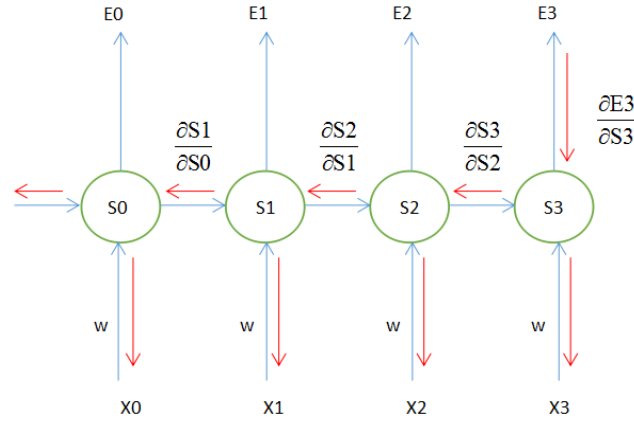 E0 E1 E2 E3
∂S1 ∂S2 ∂S3 ∂E3
∂S0 ∂S1 ∂S2 ∂S3
S0 S1 S2 S3
w w w w
X0 X1 X2 X3